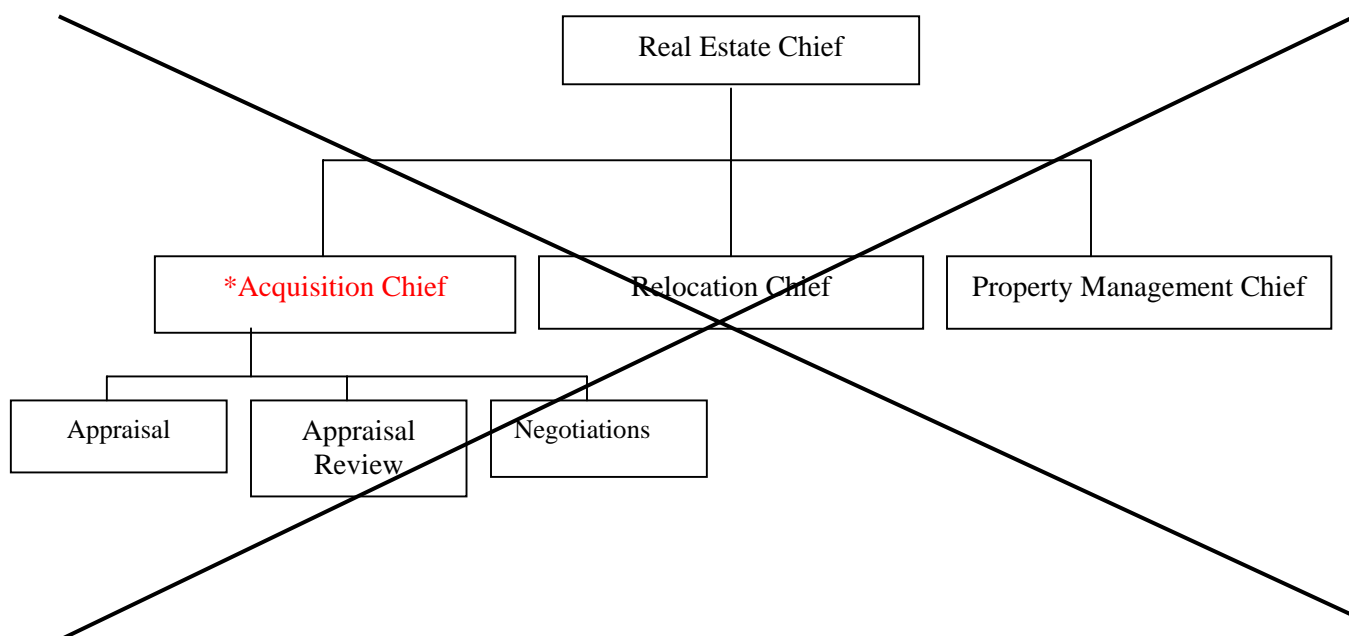 Real Estate Chief
*Acquisition Chief
Relocation Chief
Property Management Chief
Appraisal
Appraisal
Review
Negotiations